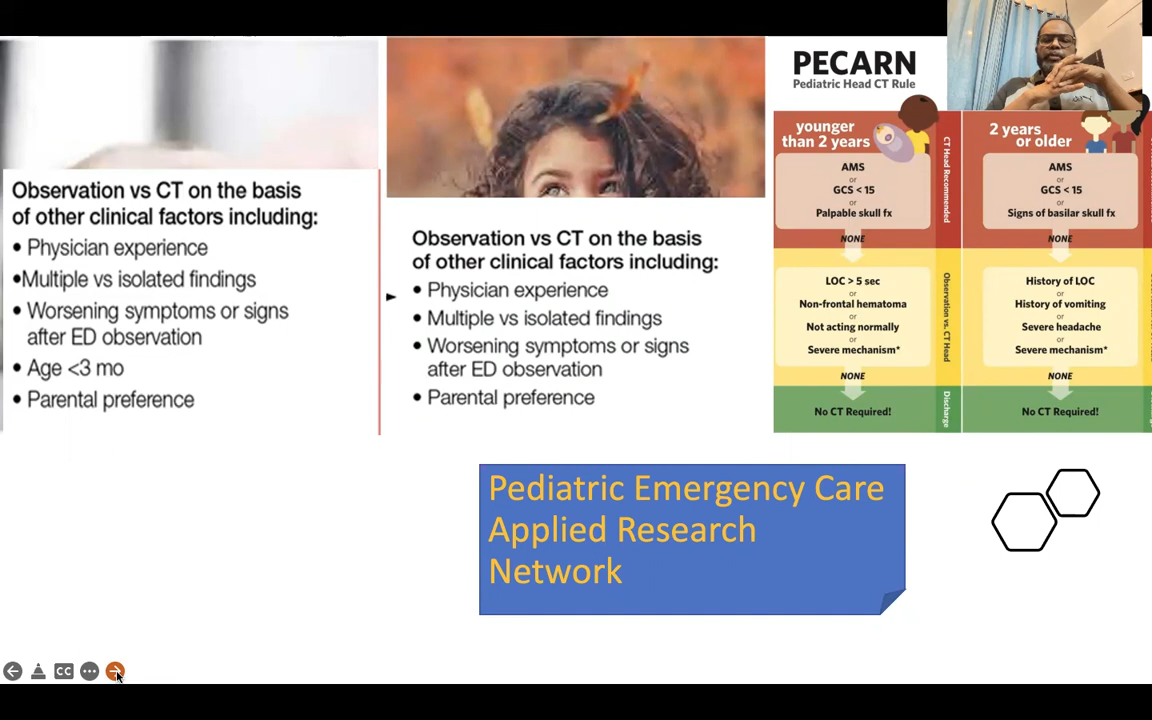 Observation vs CT on the basis
of other clinical factors including:
• Physician experience
•Multiple vs isolated findings
• Worsening symptoms or signs
after ED observation
• Age <3 mo
• Parental preference
Observation vs CT on the basis
of other clinical factors including:
• Physician experience
• Multiple vs isolated findings
• Worsening symptoms or signs
after ED observation
• Parental preference
PECARN
Pediatric Head CT Rule
younger
than 2 years
AMS
or
GCS < 15
or
Palpable skull fx
NONE
LOC > 5 sec
or
Non-frontal hematoma
or
Not acting normally
or
Severe mechanism*
NONE
No CT Required!
CT Head Recommended
Observation vs. CT Head
Discharge
2 years
or older
AMS
or
GCS < 15
or
Signs of basilar skull fx
NONE
History of LOC
or
History of vomiting
or
Severe headache
or
Severe mechanism*
NONE
No CT Required!
Pediatric Emergency Care
Applied Research
Network
CC